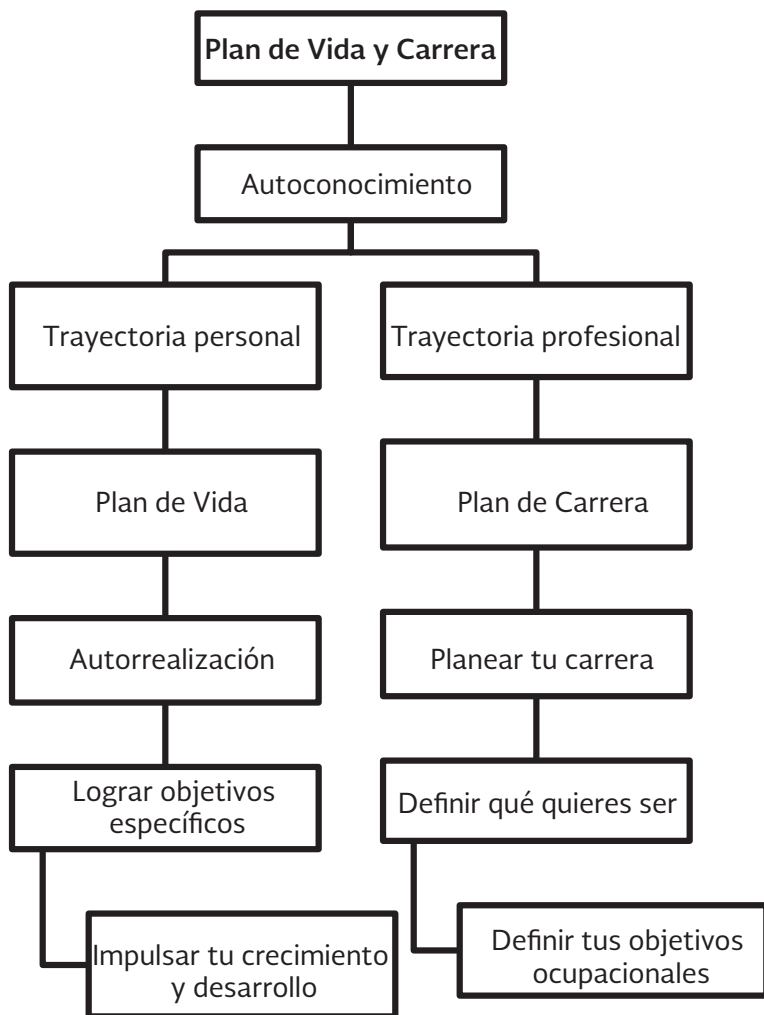 Plan de Vida y Carrera
Autoconocimiento
Trayectoria personal
Trayectoria profesional
Plan de Vida
Plan de Carrera
Autorrealización
Planear tu carrera
Lograr objetivos
específicos
Definir qué quieres ser
Impulsar tu crecimiento
y desarrollo
Definir tus objetivos
ocupacionales